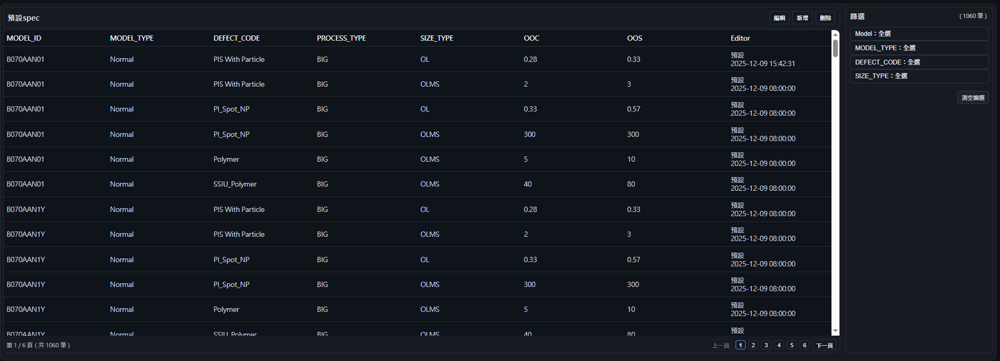 預設spec
編輯 新增 刪除
MODEL_ID MODEL_TYPE DEFECT_CODE PROCESS_TYPE SIZE_TYPE OOC OOS Editor
B070AAN01 Normal PIS With Particle BIG OL 0.28 0.33 預設
2025-12-09 15:42:31
B070AAN01 Normal PIS With Particle BIG OLMS 2 3 預設
2025-12-09 08:00:00
B070AAN01 Normal PI_Spot_NP BIG OL 0.33 0.57 預設
2025-12-09 08:00:00
B070AAN01 Normal PI_Spot_NP BIG OLMS 300 300 預設
2025-12-09 08:00:00
B070AAN01 Normal Polymer BIG OLMS 5 10 預設
2025-12-09 08:00:00
B070AAN01 Normal SSIU_Polymer BIG OLMS 40 80 預設
2025-12-09 08:00:00
B070AAN1Y Normal PIS With Particle BIG OL 0.28 0.33 預設
2025-12-09 08:00:00
B070AAN1Y Normal PIS With Particle BIG OLMS 2 3 預設
2025-12-09 08:00:00
B070AAN1Y Normal PI_Spot_NP BIG OL 0.33 0.57 預設
2025-12-09 08:00:00
B070AAN1Y Normal PI_Spot_NP BIG OLMS 300 300 預設
2025-12-09 08:00:00
B070AAN1Y Normal Polymer BIG OLMS 5 10 預設
2025-12-09 08:00:00
B070AAN1Y Normal SSIU_Polymer BIG OLMS 40 80 預設
第 1 / 6 頁 ( 共 1060 筆 )
上一頁 1 2 3 4 5 6 下一頁
篩選 ( 1060 筆 )
Model：全選
MODEL_TYPE：全選
DEFECT_CODE：全選
SIZE_TYPE：全選
清空篩選